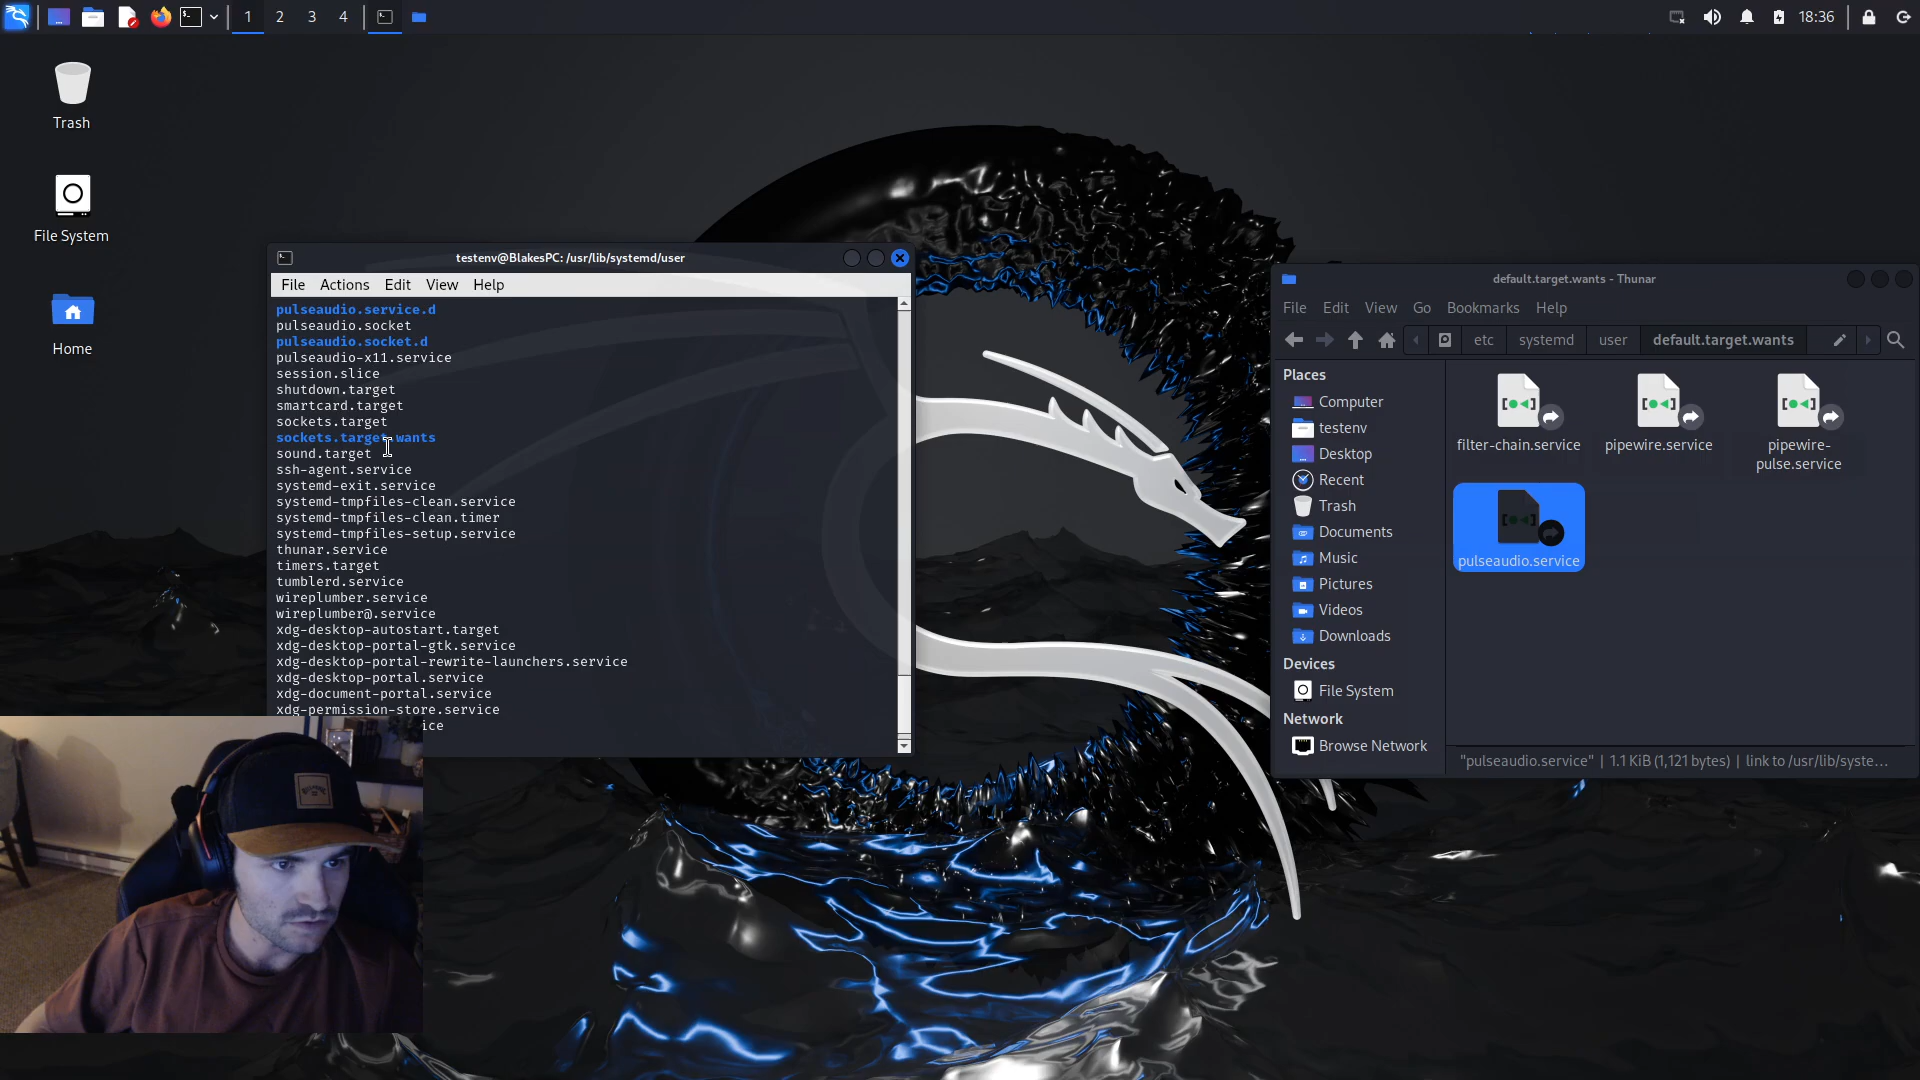 1
2
3
4
18:36
Trash
File System
Home
testenv@BlakesPC: /usr/lib/systemd/user
File Actions Edit View Help
pulseaudio.service.d
pulseaudio.socket
pulseaudio.socket.d
pulseaudio-x11.service
session.slice
shutdown.target
smartcard.target
sockets.target
sockets.target.wants
sound.target
ssh-agent.service
systemd-exit.service
systemd-tmpfiles-clean.service
systemd-tmpfiles-clean.timer
systemd-tmpfiles-setup.service
thunar.service
timers.target
tumblerd.service
wireplumber.service
wireplumber@.service
xdg-desktop-autostart.target
xdg-desktop-portal-gtk.service
xdg-desktop-portal-rewrite-launchers.service
xdg-desktop-portal.service
xdg-document-portal.service
xdg-permission-store.service
default.target.wants - Thunar
File Edit View Go Bookmarks Help
etc systemd user default.target.wants
Places
Computer
testenv
Desktop
Recent
Trash
Documents
Music
Pictures
Videos
Downloads
Devices
File System
Network
Browse Network
filter-chain.service
pipewire.service
pipewire-
pulse.service
pulseaudio.service
"pulseaudio.service" | 1.1 KiB (1,121 bytes) | link to /usr/lib/syste...